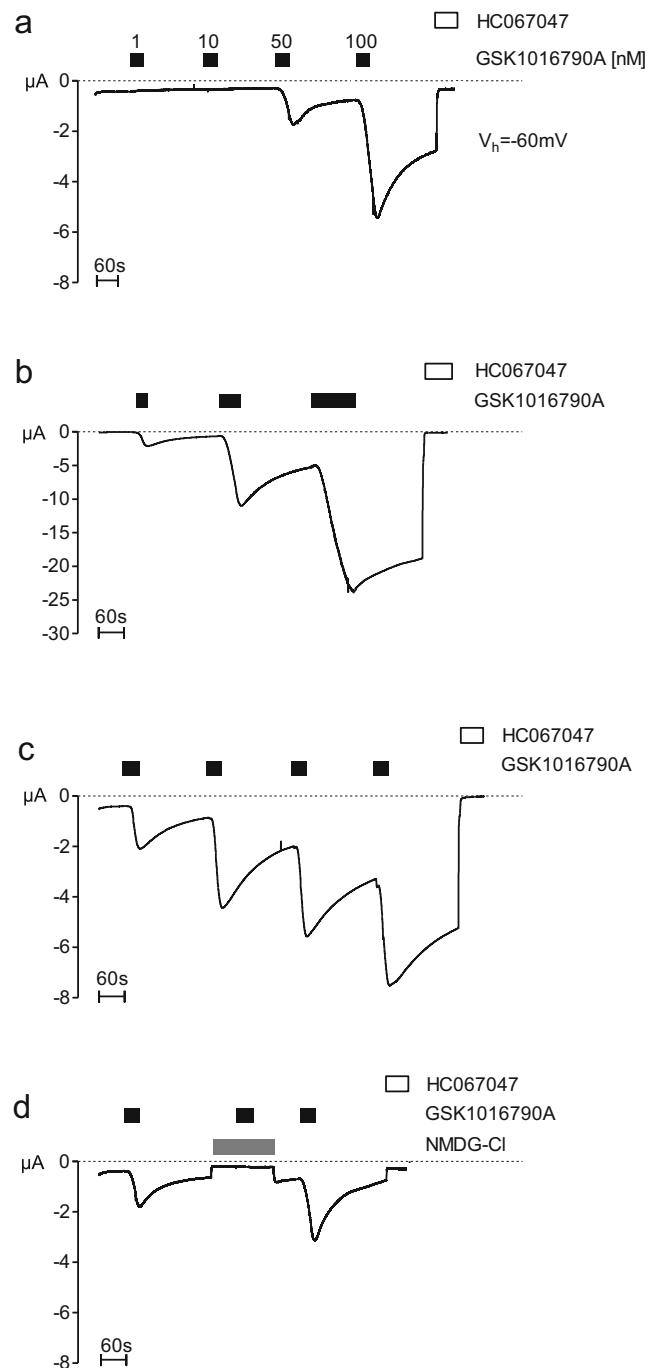 a
HC067047
1 10 50 100
GSK1016790A [nM]
µA
0
-2
-4
-6
-8
Vₕ=-60mV
60s
b
HC067047
GSK1016790A
µA
0
-5
-10
-15
-20
-25
-30
60s
c
HC067047
GSK1016790A
µA
0
-2
-4
-6
-8
60s
d
HC067047
GSK1016790A
NMDG-Cl
µA
0
-2
-4
-6
-8
60s